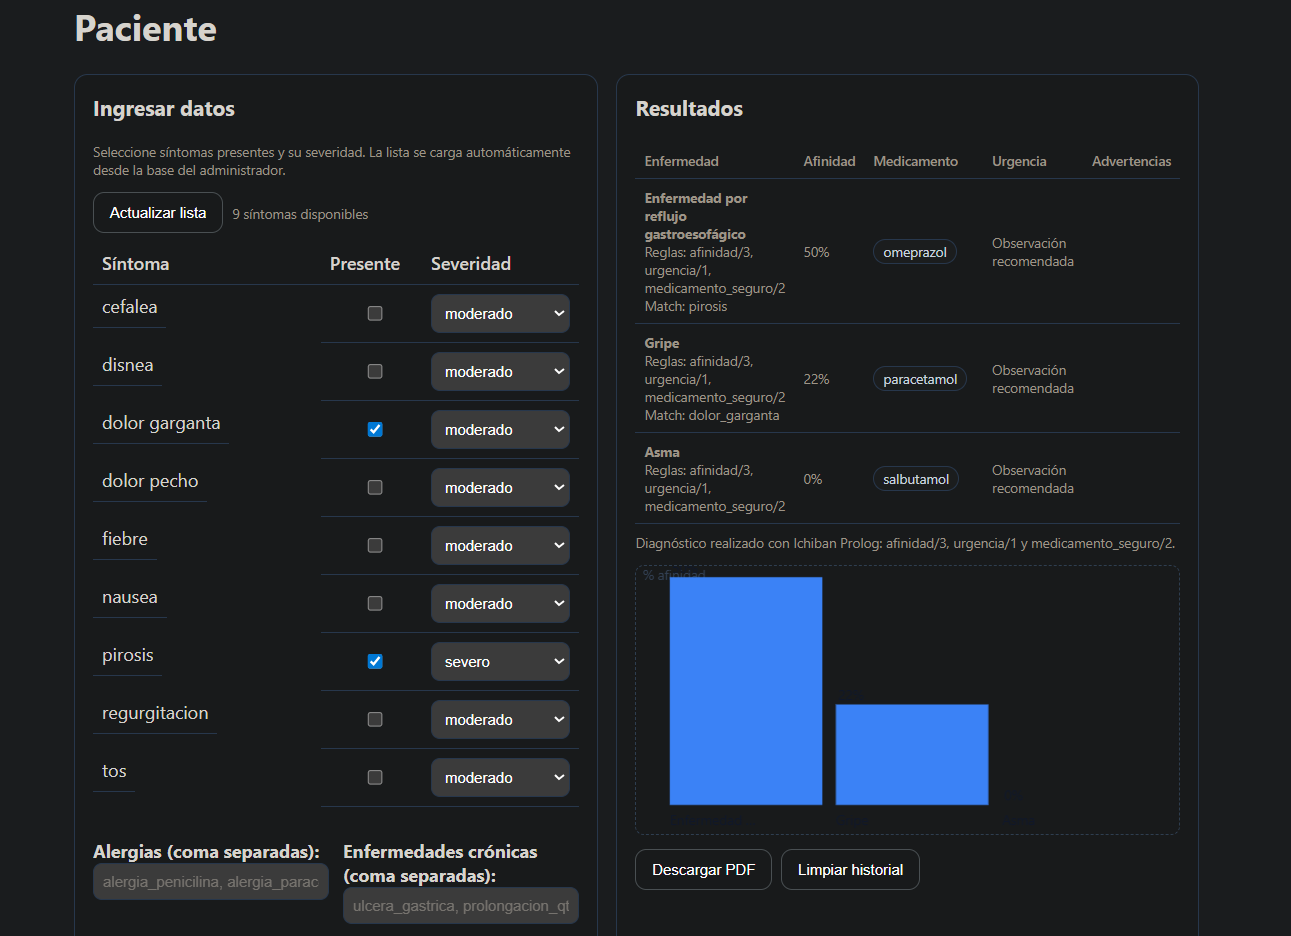 Paciente
Ingresar datos
Seleccione síntomas presentes y su severidad. La lista se carga automáticamente
desde la base del administrador.
Actualizar lista
9 síntomas disponibles
Síntoma Presente Severidad
cefalea moderado
disnea moderado
dolor garganta moderado
dolor pecho moderado
fiebre moderado
nausea moderado
pirosis severo
regurgitacion moderado
tos moderado
Alergias (coma separadas):
alergia_penicilina, alergia_parac
Enfermedades crónicas
(coma separadas):
ulcera_gastrica, prolongacion_qt
Resultados
Enfermedad Afinidad Medicamento Urgencia Advertencias
Enfermedad por
reflujo
gastroesofágico
Reglas: afinidad/3,
urgencia/1,
medicamento_seguro/2
Match: pirosis
50%
omeprazol
Observación
recomendada
Gripe
Reglas: afinidad/3,
urgencia/1,
medicamento_seguro/2
Match: dolor_garganta
22%
paracetamol
Observación
recomendada
Asma
Reglas: afinidad/3,
urgencia/1,
medicamento_seguro/2
0%
salbutamol
Observación
recomendada
Diagnóstico realizado con Ichiban Prolog: afinidad/3, urgencia/1 y medicamento_seguro/2.
% afinidad
Descargar PDF
Limpiar historial